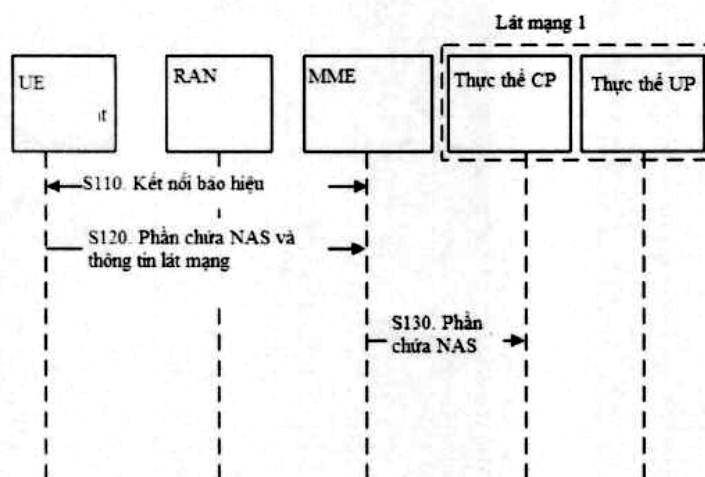 Lát mạng 1
UE
ıt
RAN
MME
Thực thể CP
Thực thể UP
S110. Kết nối báo hiệu
S120. Phần chứa NAS và
thông tin lát mạng
S130. Phần
chứa NAS